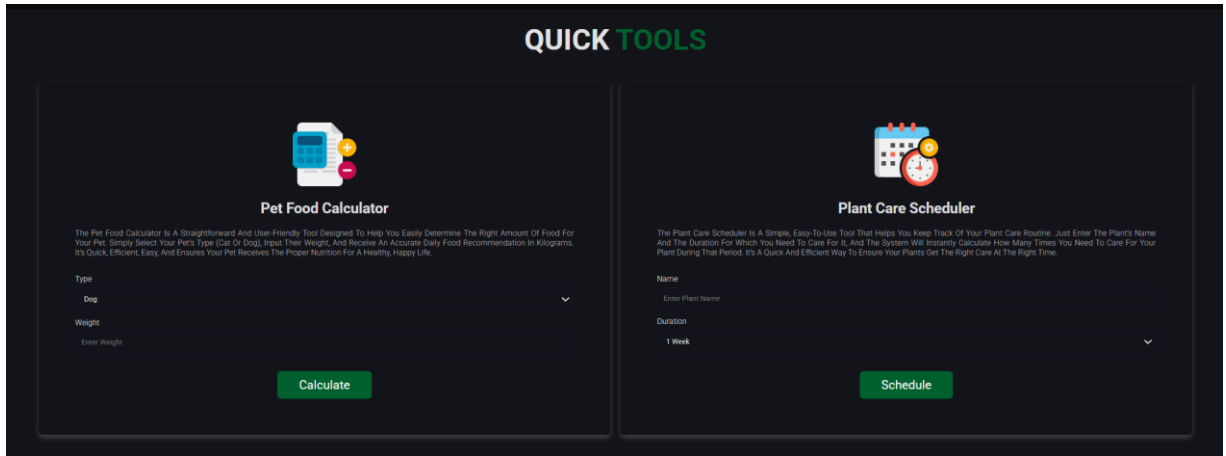 QUICK TOOLS
Pet Food Calculator
The Pet Food Calculator Is A Straightforward And User-Friendly Tool Designed To Help You Easily Determine The Right Amount Of Food For
Your Pet. Simply Select Your Pet's Type (Cat Or Dog), Input Their Weight, And Receive An Accurate Daily Food Recommendation In Kilograms.
It's Quick, Efficient, Easy, And Ensures Your Pet Receives The Proper Nutrition For A Healthy, Happy Life.
Type
Dog
Weight
Enter Weight
Calculate
Plant Care Scheduler
The Plant Care Scheduler Is A Simple, Easy-To-Use Tool That Helps You Keep Track Of Your Plant Care Routine. Just Enter The Plant's Name
And The Duration For Which You Need To Care For It, And The System Will Instantly Calculate How Many Times You Need To Care For Your
Plant During That Period. It's A Quick And Efficient Way To Ensure Your Plants Get The Right Care At The Right Time.
Name
Enter Plant Name
Duration
1 Week
Schedule